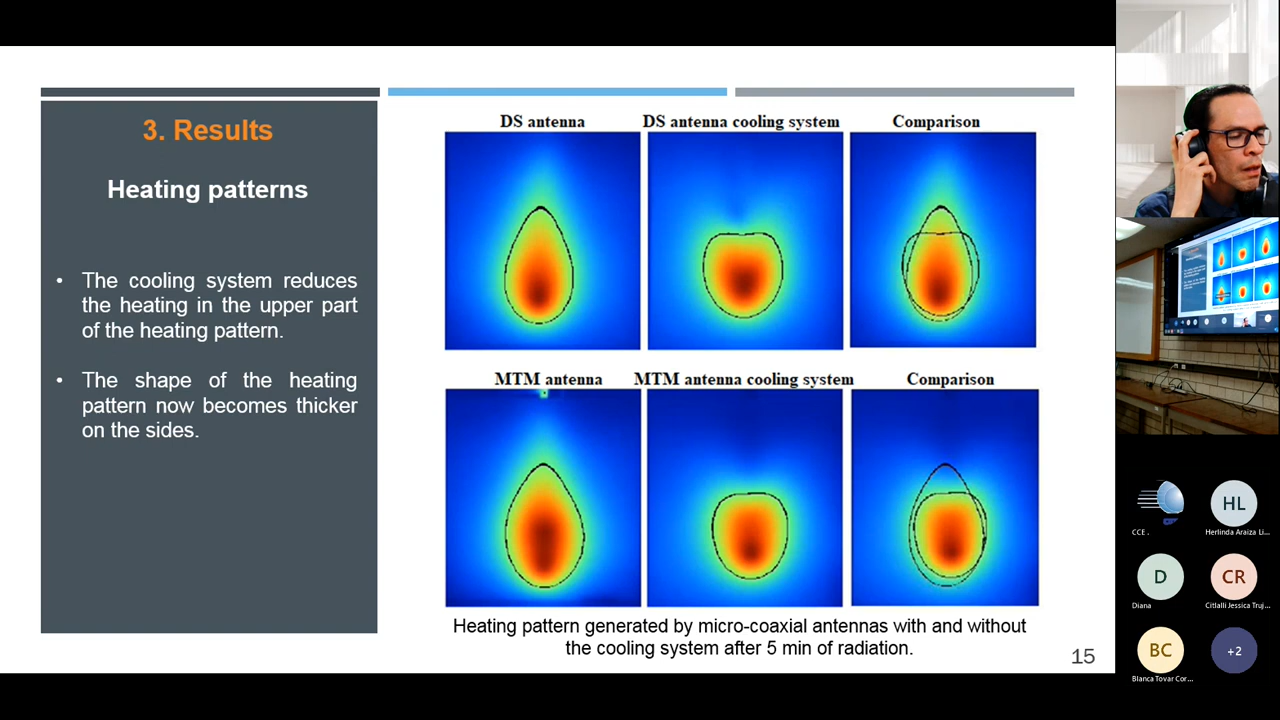 3. Results
Heating patterns
• The cooling system reduces
the heating in the upper part
of the heating pattern.
• The shape of the heating
pattern now becomes thicker
on the sides.
DS antenna
DS antenna cooling system
Comparison
MTM antenna
MTM antenna cooling system
Comparison
Heating pattern generated by micro-coaxial antennas with and without
the cooling system after 5 min of radiation.
15
CCE .
HL
Herlinda Araiza Li...
D
Diana
CR
Citlalli Jessica Truj...
BC
Blanca Tovar Cor...
+2